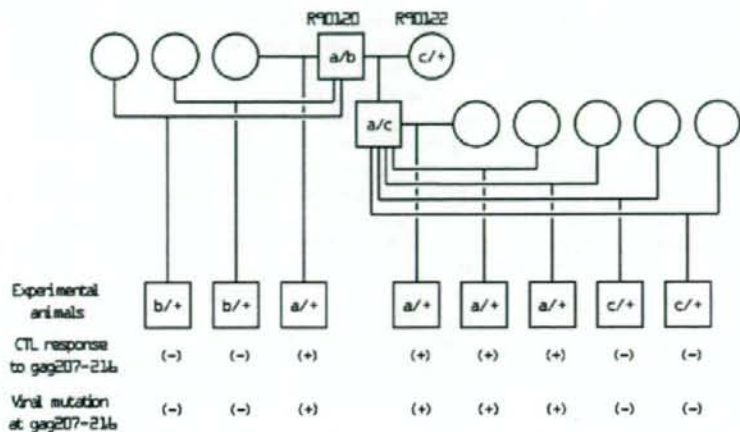 R90120 R90122
a/b c/+
a/c
Experimental
animals
b/+ b/+ a/+ a/+ a/+ a/+ c/+ c/+
CTL response
to gag207-216
(-) (-) (+) (+) (+) (+) (-) (-)
Viral mutation
at gag207-216
(-) (-) (+) (+) (+) (+) (-) (-)